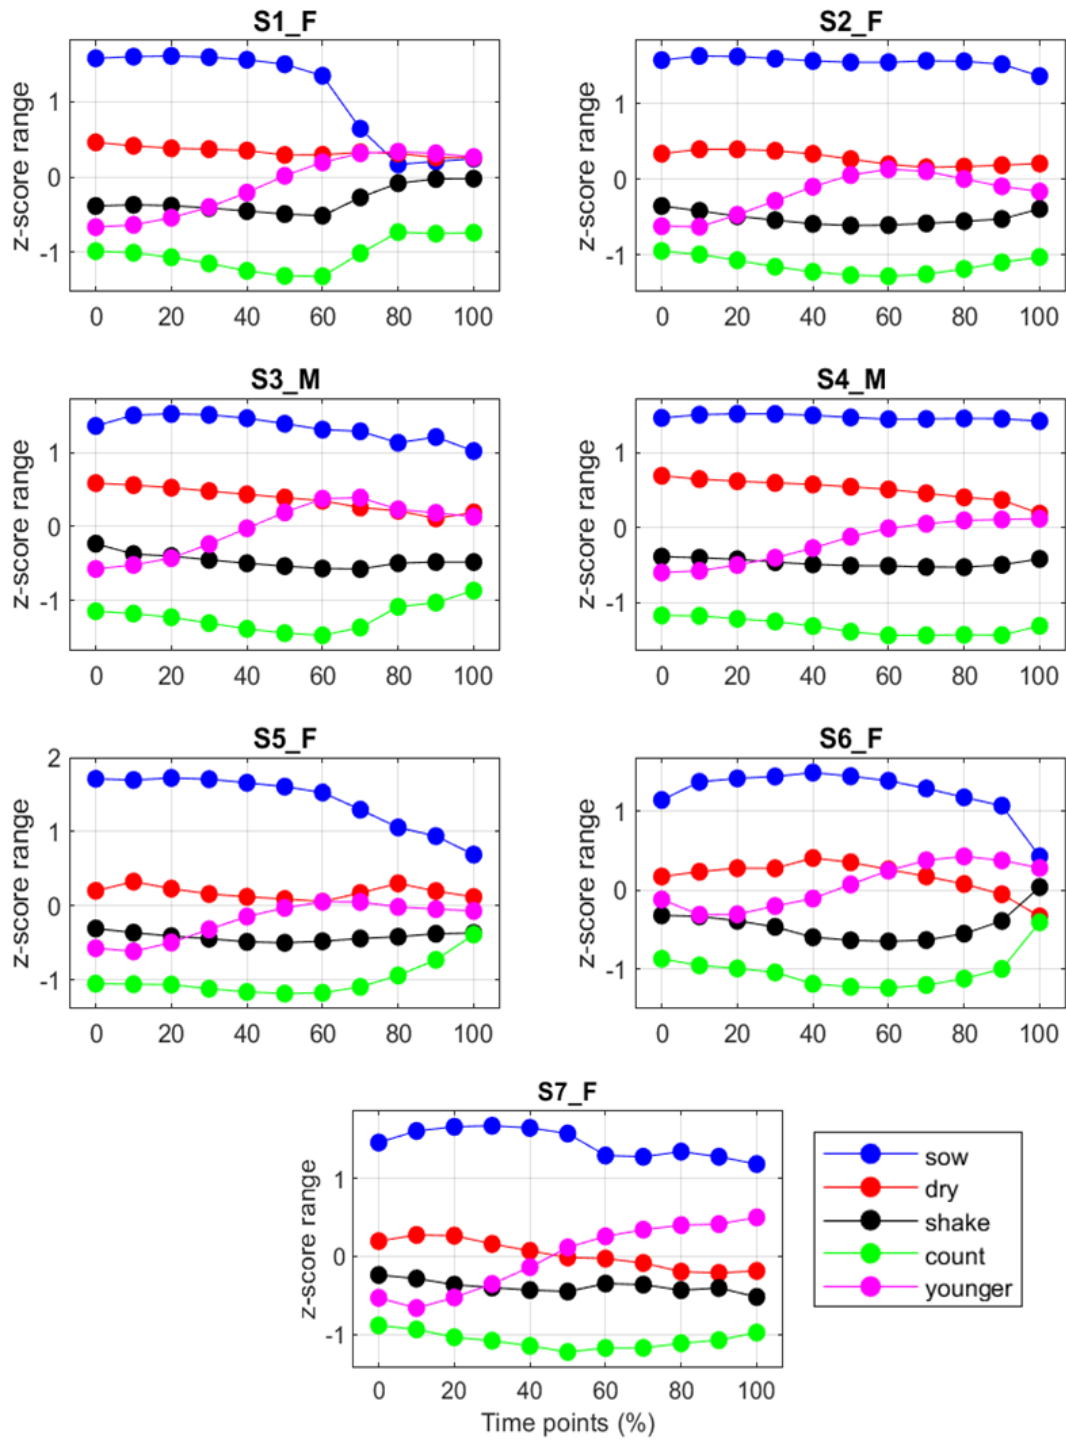 S1_F
S2_F
z-score range
1
0
-1
0 20 40 60 80 100
z-score range
1
0
-1
0 20 40 60 80 100
S3_M
S4_M
z-score range
1
0
-1
0 20 40 60 80 100
z-score range
1
0
-1
0 20 40 60 80 100
S5_F
S6_F
z-score range
2
1
0
-1
0 20 40 60 80 100
z-score range
1
0
-1
0 20 40 60 80 100
S7_F
z-score range
1
0
-1
0 20 40 60 80 100
Time points (%)
sow
dry
shake
count
younger